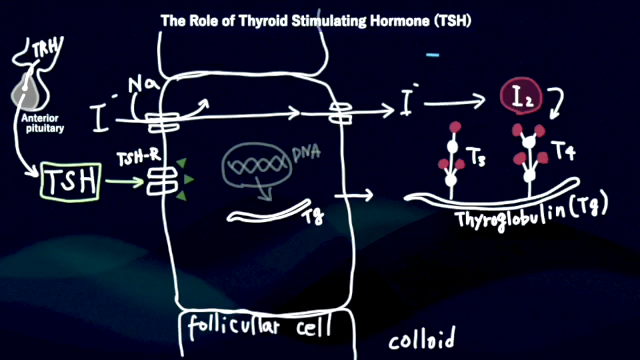 The Role of Thyroid Stimulating Hormone (TSH)
TRH
Anterior
pituitary
TSH
I-
Na
TSH-R
DNA
Tg
I-
I2
T3
T4
Thyroglobulin (Tg)
follicullar cell
colloid